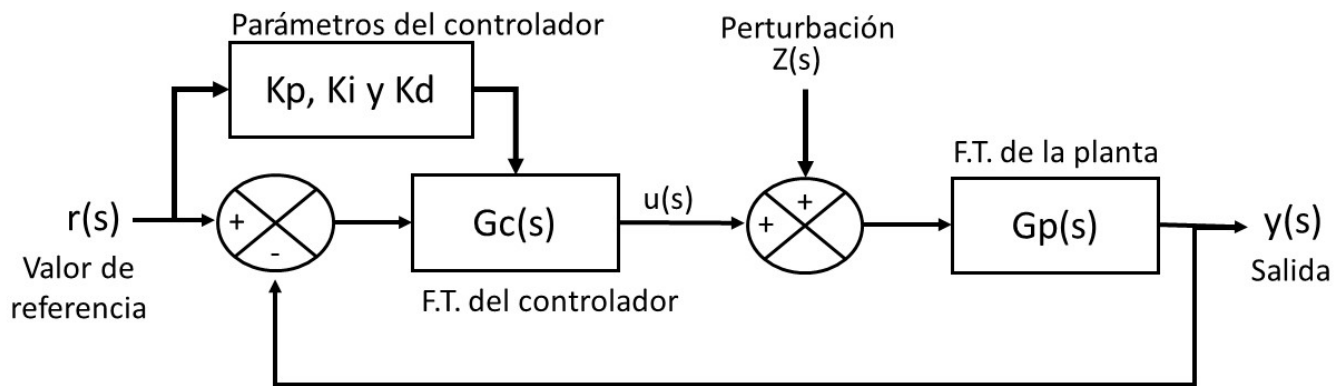 Parámetros del controlador
Kp, Ki y Kd
Perturbación
Z(s)
F.T. de la planta
r(s)
+
-
Gc(s)
u(s)
+
+
Gp(s)
y(s)
Valor de
referencia
F.T. del controlador
Salida